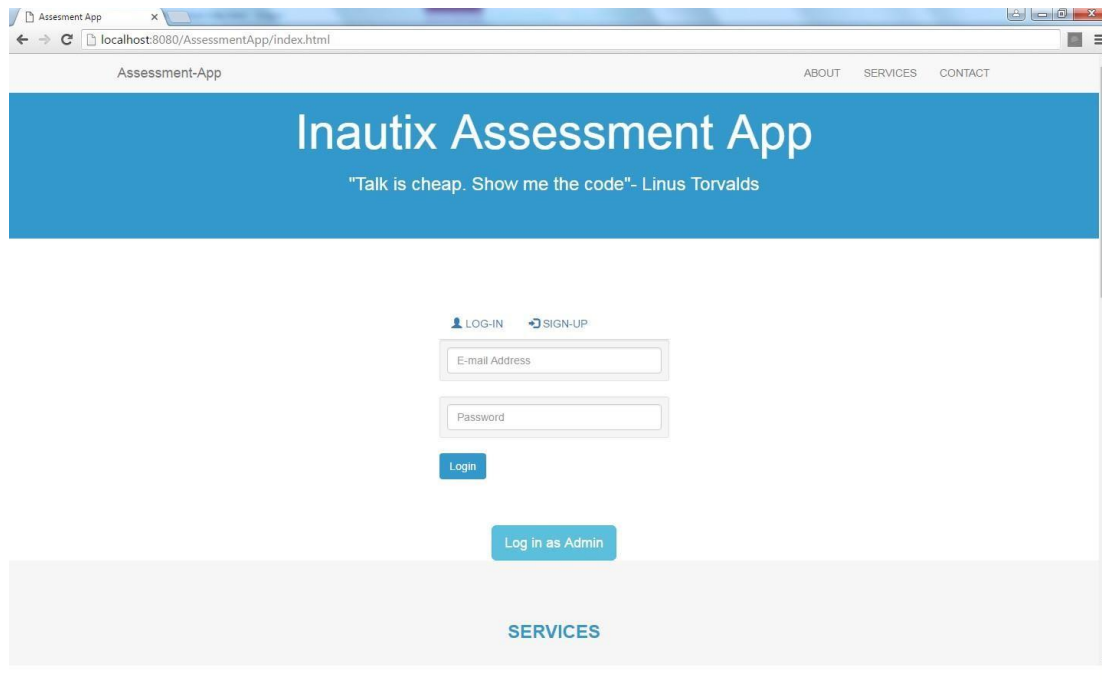 Assesment App
localhost:8080/AssessmentApp/index.html
Assessment-App ABOUT SERVICES CONTACT
Inautix Assessment App
"Talk is cheap. Show me the code"- Linus Torvalds
LOG-IN SIGN-UP
E-mail Address
Password
Login
Log in as Admin
SERVICES